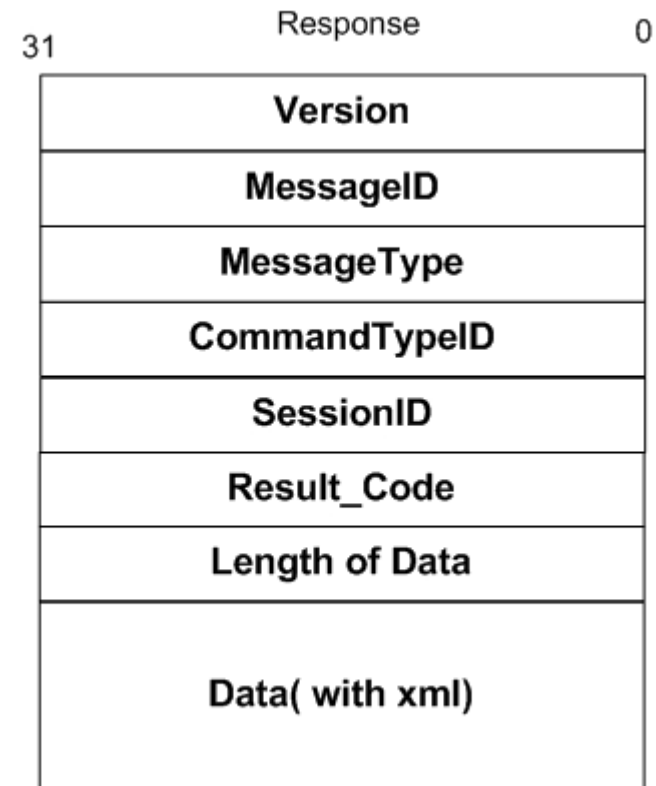 Response
31
0
Version
MessageID
MessageType
CommandTypeID
SessionID
Result_Code
Length of Data
Data( with xml)